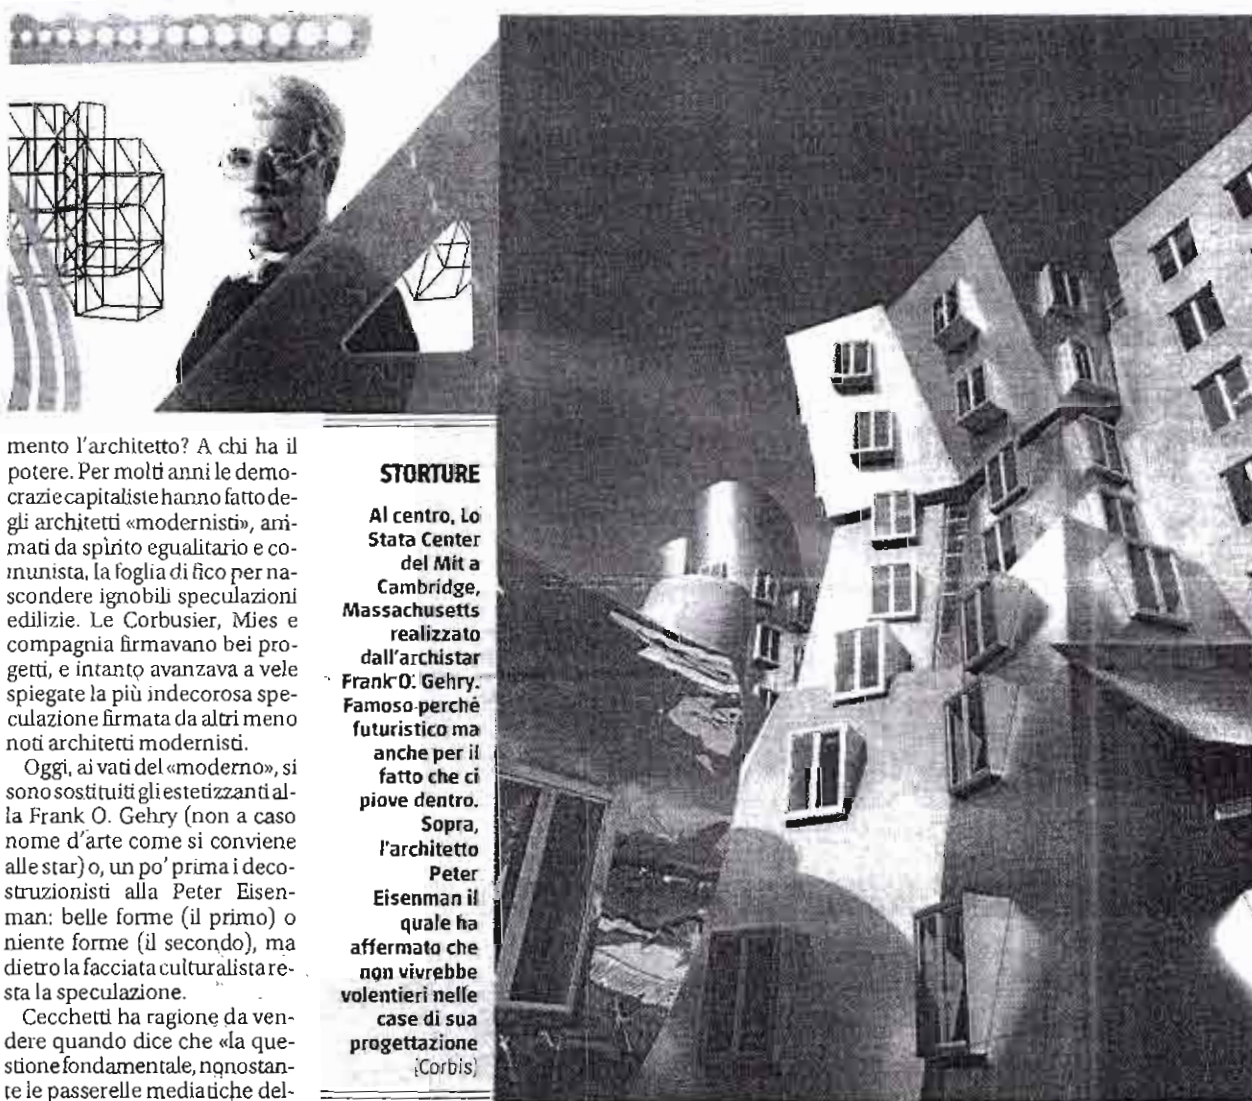 mento l'architetto? A chi ha il
potere. Per molti anni le demo-
crazie capitaliste hanno fatto de-
gli architetti «modernisti», ani-
mati da spirito egualitario e co-
munista, la foglia di fico per na-
scondere ignobili speculazioni
edilizie. Le Corbusier, Mies e
compagnia firmavano bei pro-
getti, e intanto avanzava a vele
spiegate la più indecorosa spe-
culazione firmata da altri meno
noti architetti modernisti.
Oggi, ai vati del «moderno», si
sono sostituiti gli estetizzanti al-
la Frank O. Gehry (non a caso
nome d'arte come si conviene
alle star) o, un po' prima i deco-
struzionisti alla Peter Eisen-
man: belle forme (il primo) o
niente forme (il secondo), ma
dietro la facciata culturalista re-
sta la speculazione.
Cecchetti ha ragione da ven-
dere quando dice che «la que-
stione fondamentale, nonostan-
te le passerelle mediatiche del-
STORTURE
Al centro, Lo
Stata Center
del Mit a
Cambridge,
Massachusetts
realizzato
dall'archistar
Frank O. Gehry.
Famoso perché
futuristico ma
anche per il
fatto che ci
piove dentro.
Sopra,
l'architetto
Peter
Eisenman il
quale ha
affermato che
non vivrebbe
volentieri nelle
case di sua
progettazione
(Corbis)